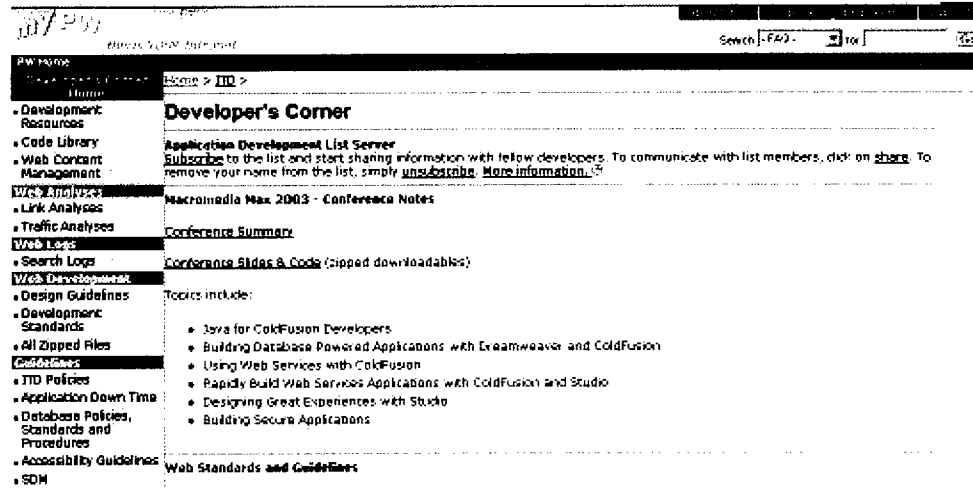 my PW
Search -FAQ- for
PW Home
Home > ITD >
Developer's Corner
Home
• Development
Resources
• Code Library
• Web Content
Management
Web Analyses
• Link Analyses
• Traffic Analyses
Web Logs
• Search Logs
Web Development
• Design Guidelines
• Development
Standards
• All Zipped Files
Guidelines
• ITD Policies
• Application Down Time
• Database Policies,
Standards and
Procedures
• Accessibility Guidelines
• SDM
Developer's Corner
Application Development List Server
Subscribe to the list and start sharing information with fellow developers. To communicate with list members, click on share. To
remove your name from the list, simply unsubscribe. More information.
Macromedia Max 2003 - Conference Notes
Conference Summary
Conference Slides & Code (zipped downloadables)
Topics include:
• Java for ColdFusion Developers
• Building Database Powered Applications with Dreamweaver and ColdFusion
• Using Web Services with ColdFusion
• Rapidly Build Web Services Applications with ColdFusion and Studio
• Designing Great Experiences with Studio
• Building Secure Applications
Web Standards and Guidelines